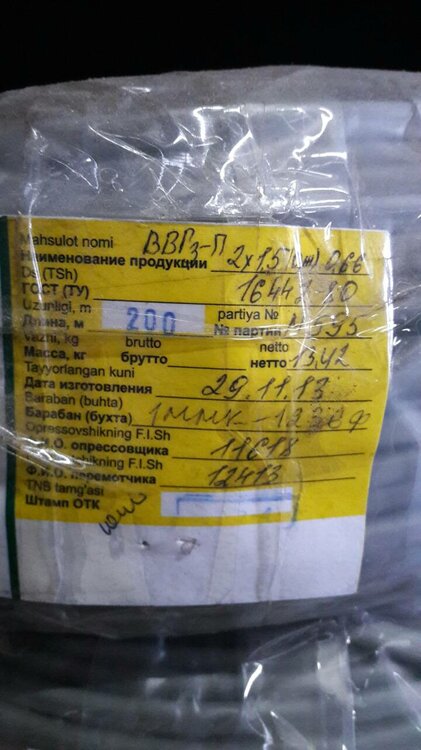 Mahsulot nomi ВВГз-П
Наименование продукции 2х1,5(ож) 0,66
Ds (TSh)
ГОСТ (ТУ) 16442-80
Uzunligi, m partiya №
Длина, м 200 № партии
Vazni, kg brutto netto
Масса, кг брутто нетто 13,42
Tayyorlangan kuni
Дата изготовления 29.11.13
Baraban (buhta)
Барабан (бухта)
Opressovshikning F.I.Sh
Ф.И.О. опрессовщика 11618
F.I.Sh
Ф.И.О. перемотчика 12413
TNB tamg'asi
Штамп ОТК